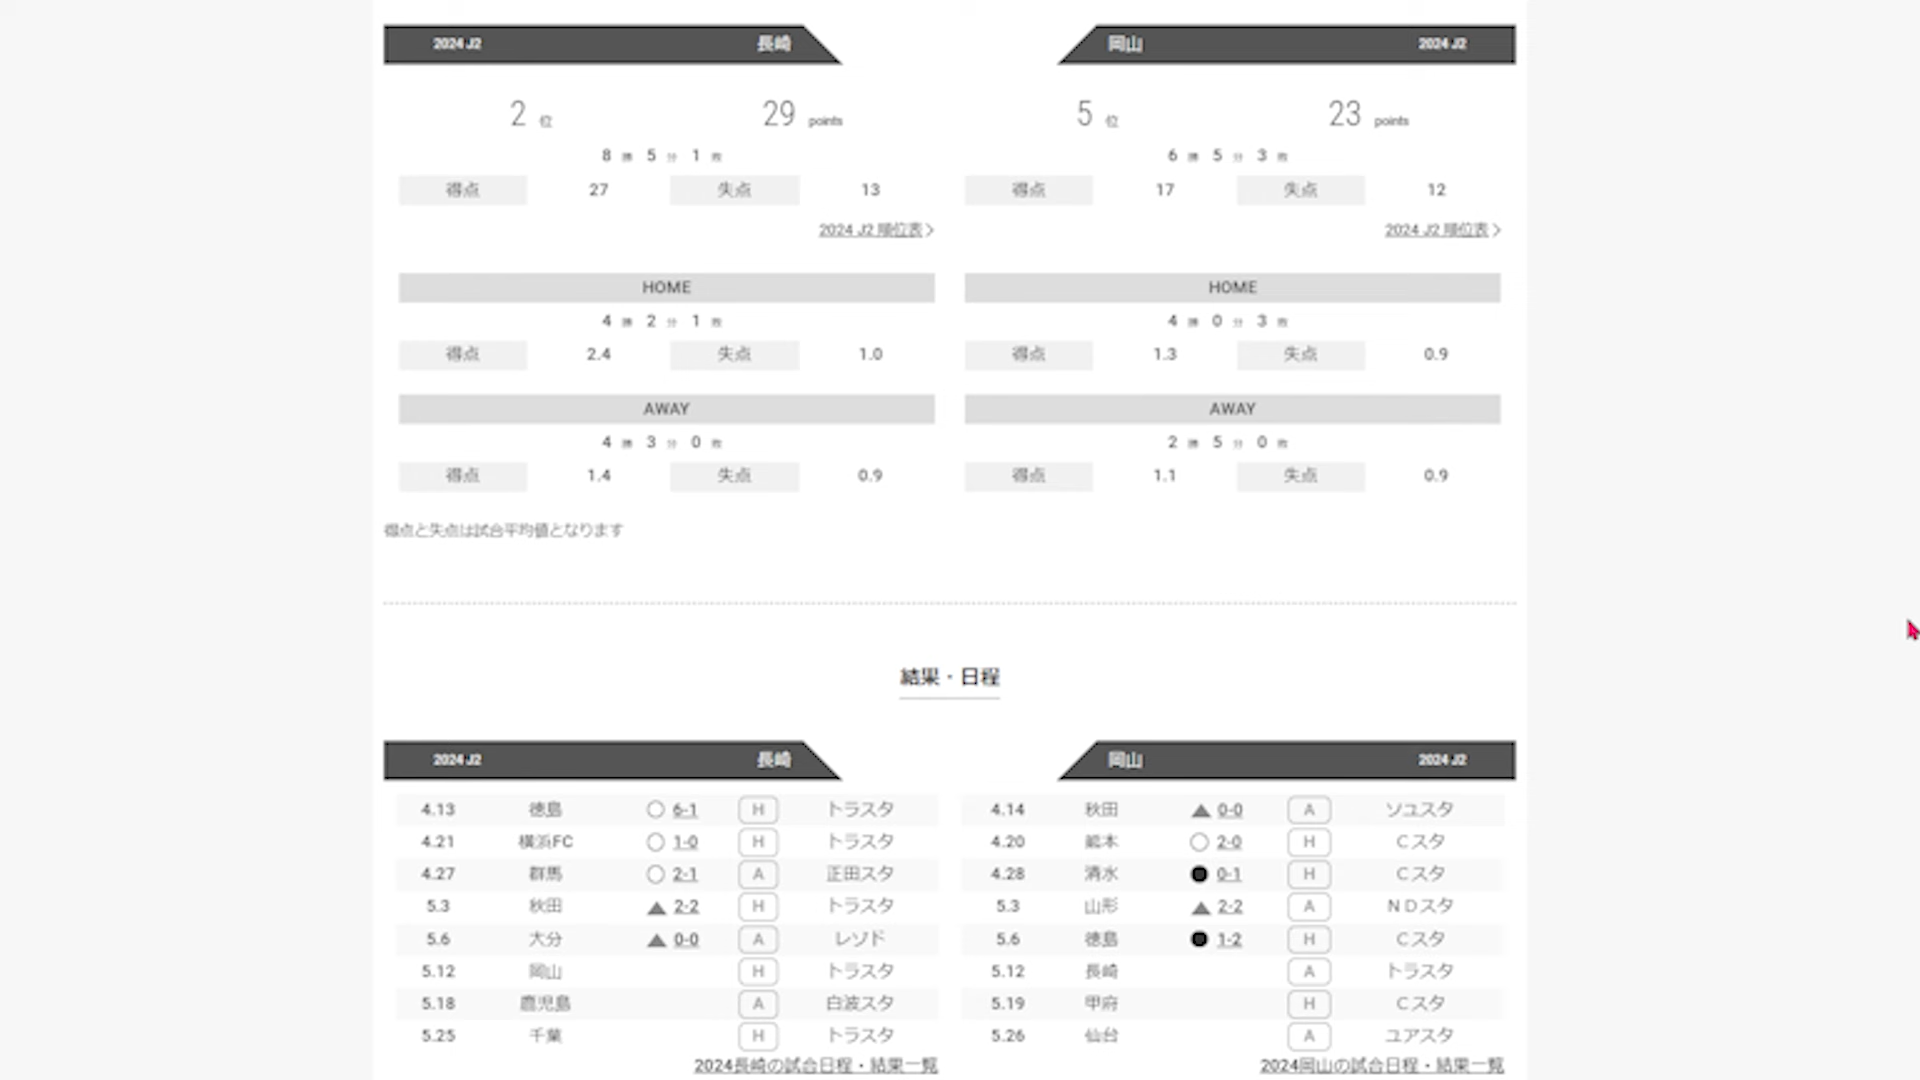 2024 J2 長崎
2位 29 points
8勝 5分 1敗
得点 27 失点 13
2024 J2 順位表
HOME
4勝 2分 1敗
得点 2.4 失点 1.0
AWAY
4勝 3分 0敗
得点 1.4 失点 0.9
岡山 2024 J2
5位 23 points
6勝 5分 3敗
得点 17 失点 12
2024 J2 順位表
HOME
4勝 0分 3敗
得点 1.3 失点 0.9
AWAY
2勝 5分 0敗
得点 1.1 失点 0.9
得点と失点は試合平均値となります
結果・日程
2024 J2 長崎
4.13 徳島 6-1 H トラスタ
4.21 横浜FC 1-0 H トラスタ
4.27 群馬 2-1 A 正田スタ
5.3 秋田 2-2 H トラスタ
5.6 大分 0-0 A レゾド
5.12 岡山 H トラスタ
5.18 鹿児島 A 白波スタ
5.25 千葉 H トラスタ
2024長崎の試合日程・結果一覧
岡山 2024 J2
4.14 秋田 0-0 A ソユスタ
4.20 熊本 2-0 H Cスタ
4.28 清水 0-1 H Cスタ
5.3 山形 2-2 A NDスタ
5.6 徳島 1-2 H Cスタ
5.12 長崎 A トラスタ
5.19 甲府 H Cスタ
5.26 仙台 A ユアスタ
2024岡山の試合日程・結果一覧